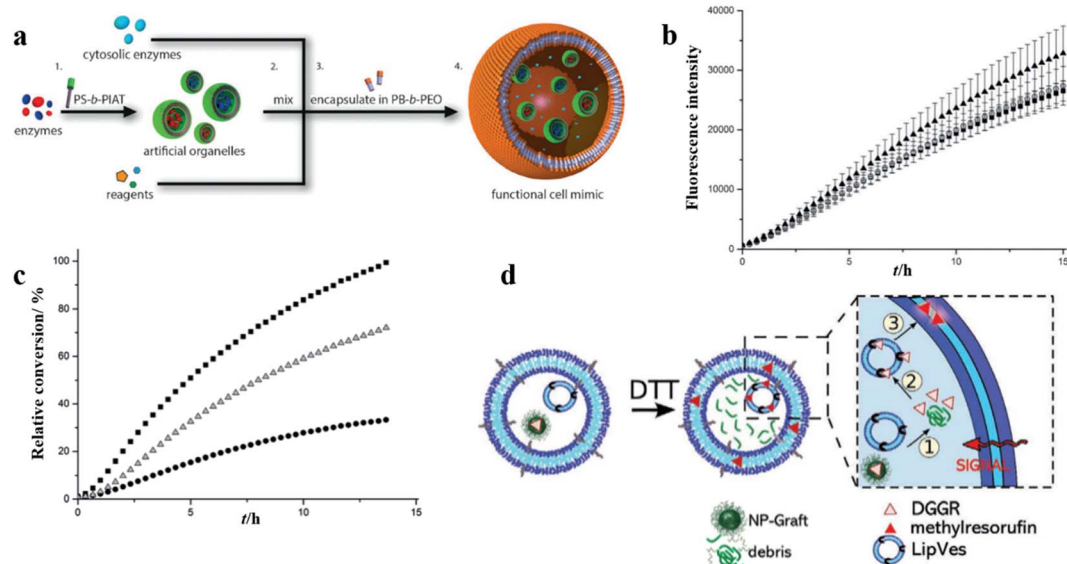 a
cytosolic enzymes
1.
2.
3.
4.
PS-b-PIAT
mix
encapsulate in PB-b-PEO
enzymes
artificial organelles
reagents
functional cell mimic
b
Fluorescence intensity
40000
30000
20000
10000
0
0
5
10
15
t/h
c
Relative conversion/ %
100
80
60
40
20
0
0
5
10
15
t/h
d
DTT
3
2
1
SIGNAL
NP-Graft
debris
DGGR
methylresorufin
LipVes